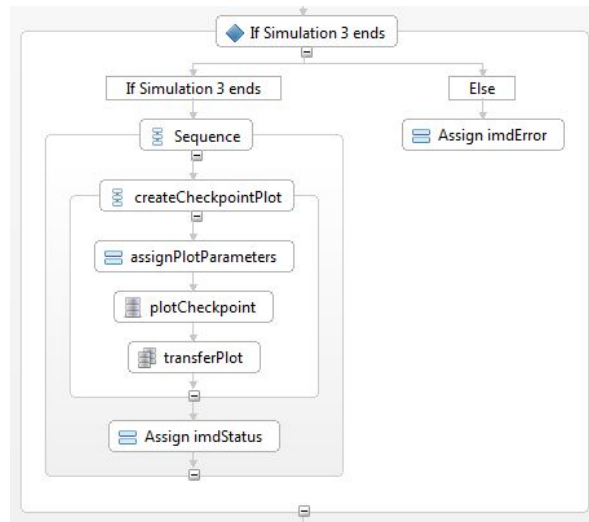 If Simulation 3 ends
If Simulation 3 ends
Else
Sequence
Assign imdError
createCheckpointPlot
assignPlotParameters
plotCheckpoint
transferPlot
Assign imdStatus